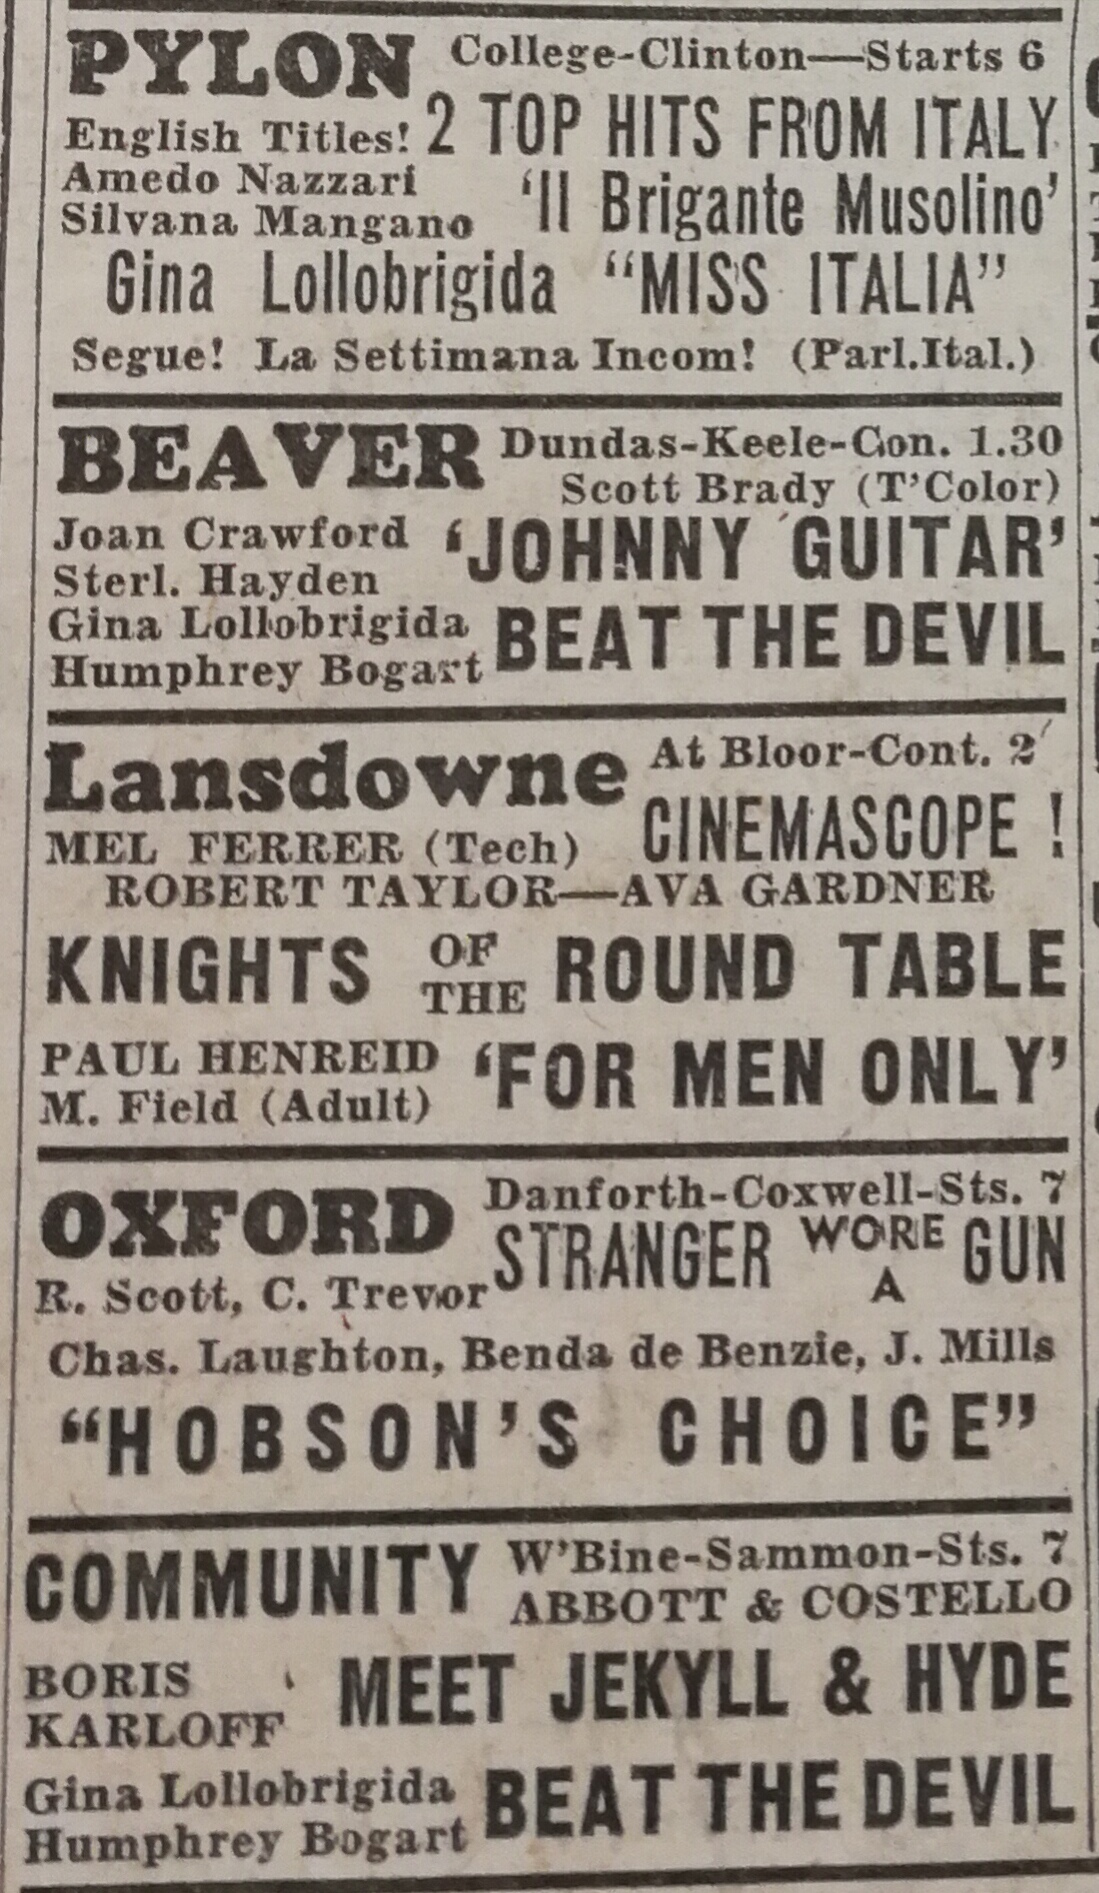 PYLON College-Clinton—Starts 6
English Titles! 2 TOP HITS FROM ITALY
Amedo Nazzari
Silvana Mangano 'Il Brigante Musolino'
Gina Lollobrigida "MISS ITALIA"
Segue! La Settimana Incom! (Parl.Ital.)
BEAVER Dundas-Keele-Con. 1.30
Scott Brady (T'Color)
Joan Crawford 'JOHNNY GUITAR'
Sterl. Hayden
Gina Lollobrigida BEAT THE DEVIL
Humphrey Bogart
Lansdowne At Bloor-Cont. 2
MEL FERRER (Tech) CINEMASCOPE !
ROBERT TAYLOR—AVA GARDNER
KNIGHTS OF THE ROUND TABLE
PAUL HENREID 'FOR MEN ONLY'
M. Field (Adult)
OXFORD Danforth-Coxwell-Sts. 7
STRANGER WORE A GUN
R. Scott, C. Trevor
Chas. Laughton, Benda de Benzie, J. Mills
"HOBSON'S CHOICE"
COMMUNITY W'Bine-Sammon-Sts. 7
ABBOTT & COSTELLO
BORIS KARLOFF MEET JEKYLL & HYDE
Gina Lollobrigida BEAT THE DEVIL
Humphrey Bogart